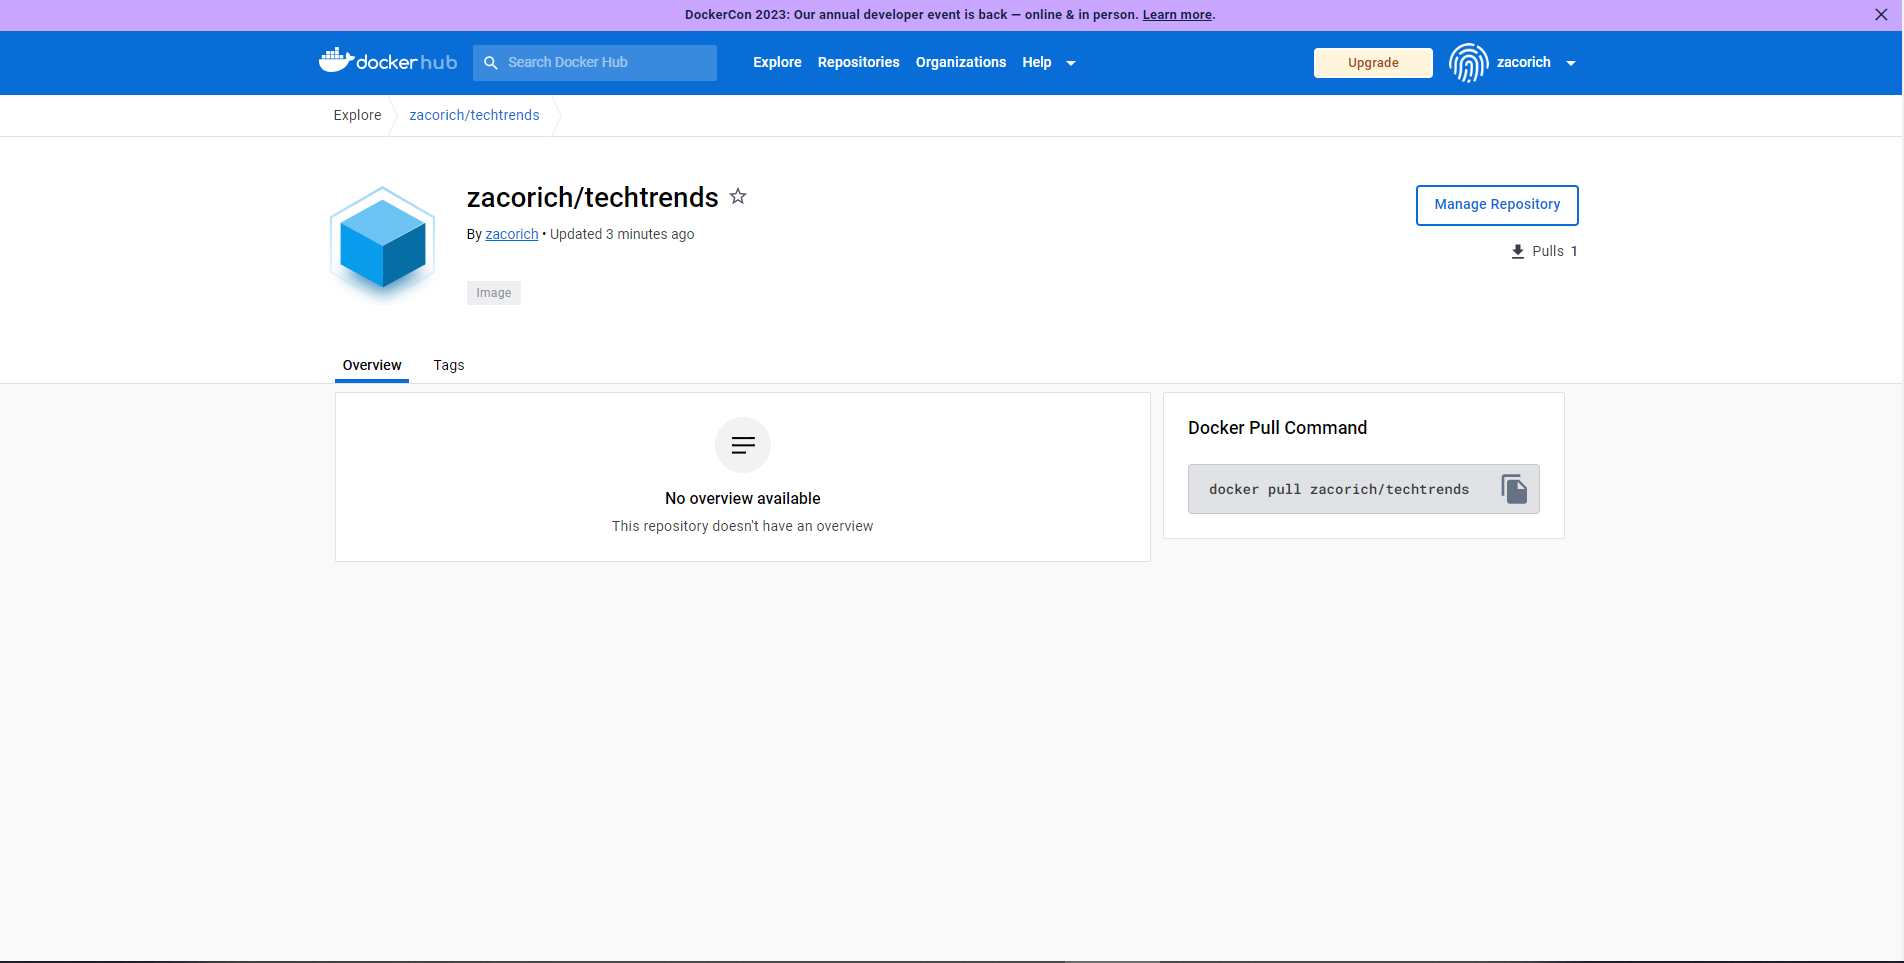 DockerCon 2023: Our annual developer event is back — online & in person. Learn more.
dockerhub
Search Docker Hub
Explore
Repositories
Organizations
Help
Upgrade
zacorich
Explore
zacorich/techtrends
zacorich/techtrends
Manage Repository
By zacorich • Updated 3 minutes ago
Pulls 1
Image
Overview
Tags
No overview available
This repository doesn't have an overview
Docker Pull Command
docker pull zacorich/techtrends